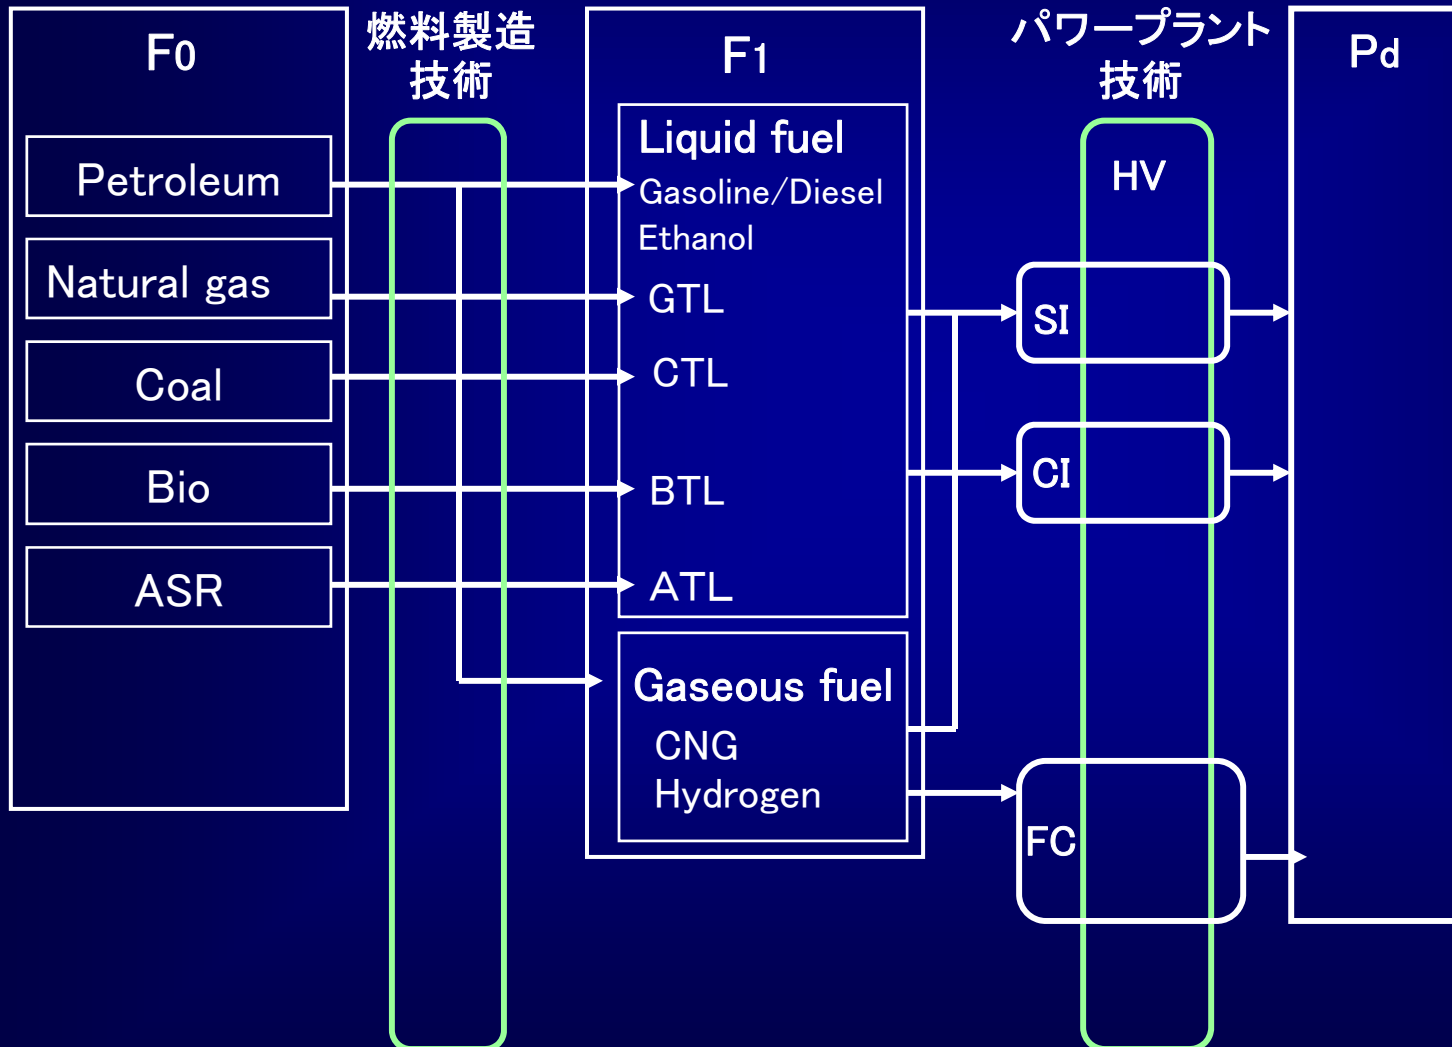 F0
Petroleum
Natural gas
Coal
Bio
ASR
燃料製造
技術
F1
Liquid fuel
Gasoline/Diesel
Ethanol
GTL
CTL
BTL
ATL
Gaseous fuel
CNG
Hydrogen
パワープラント
技術
HV
SI
CI
FC
Pd